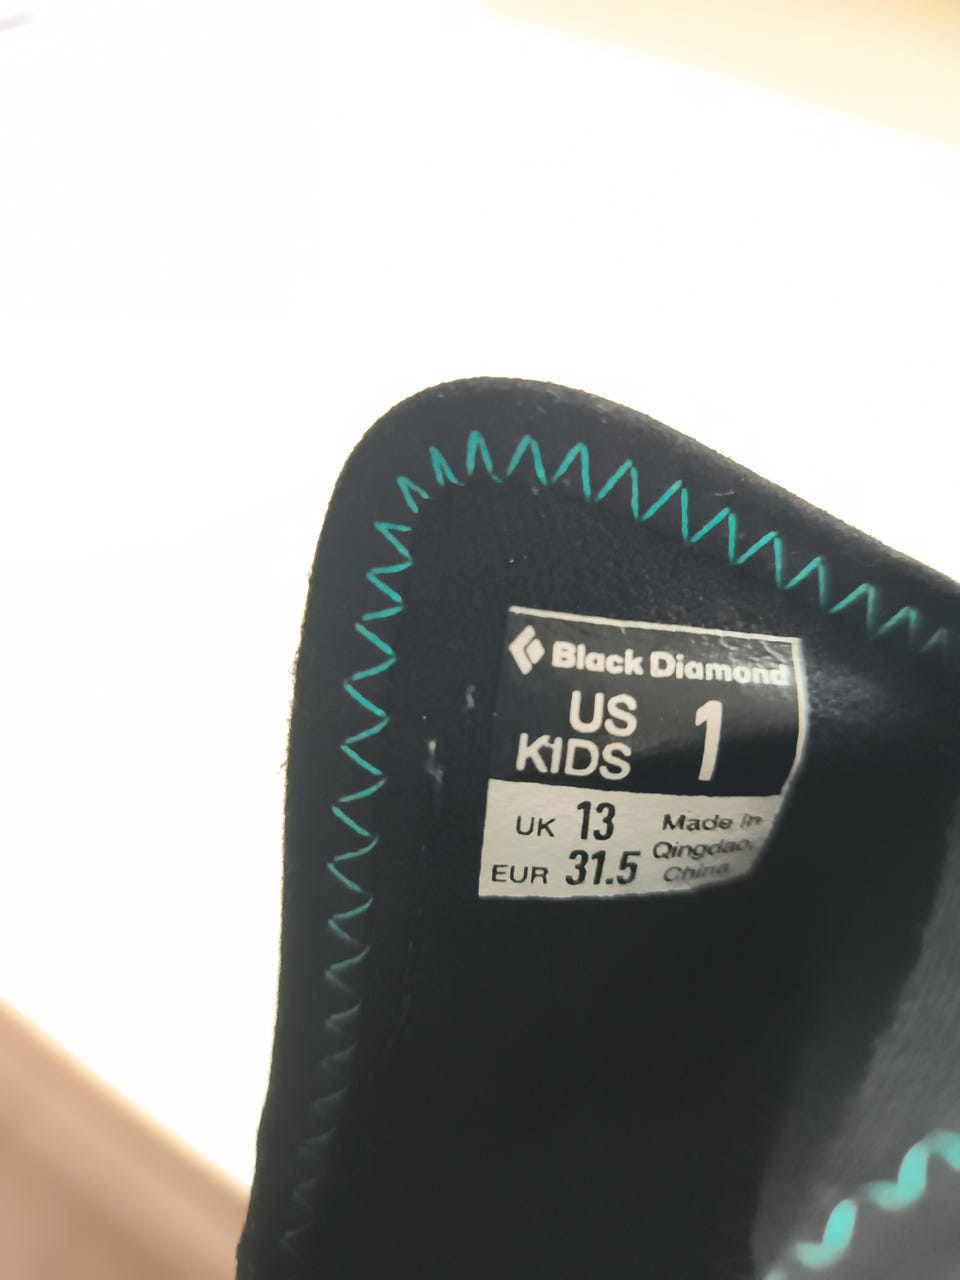 Black Diamond
US KIDS 1
UK 13
EUR 31.5
Made in
Qingdao,
China